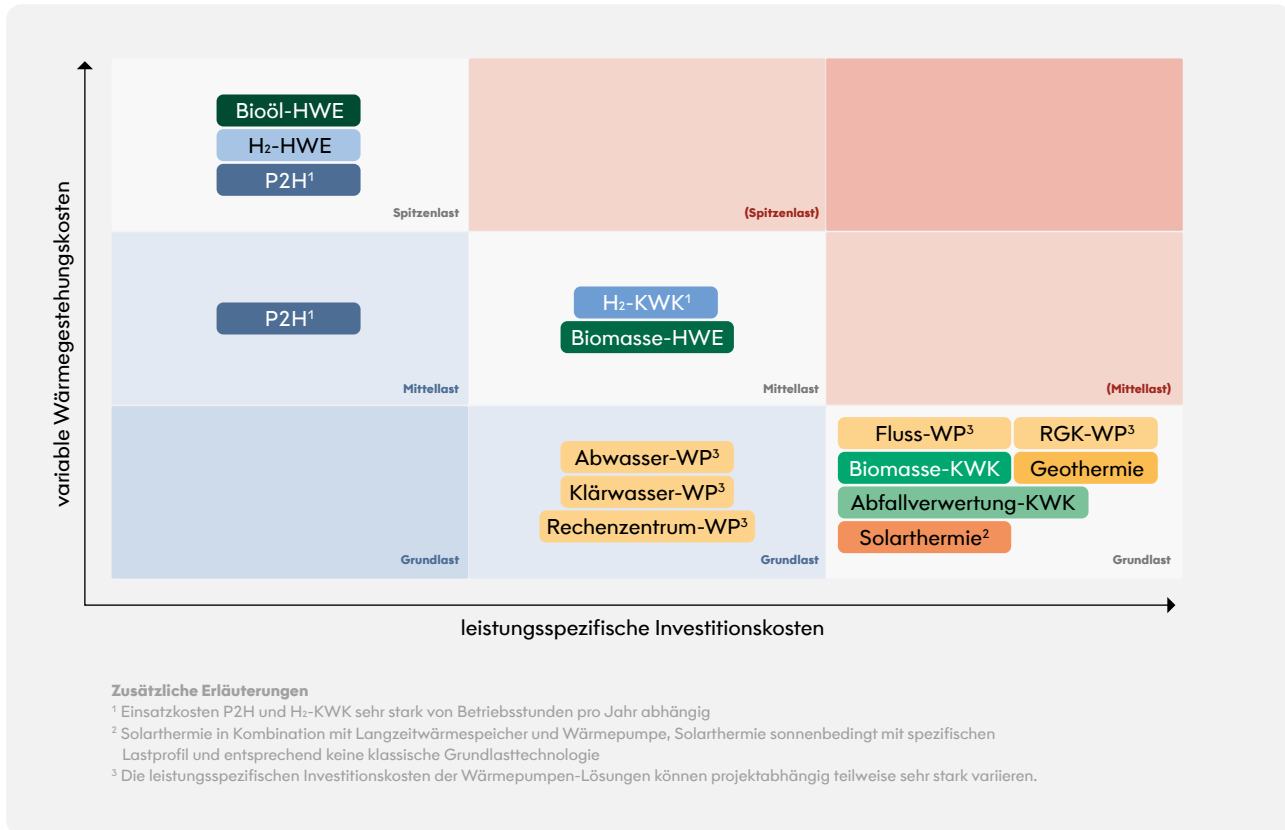 variable Wärmegestehungskosten
Bioöl-HWE
H₂-HWE
P2H¹
Spitzenlast
(Spitzenlast)
P2H¹
Mittellast
H₂-KWK¹
Biomasse-HWE
Mittellast
(Mittellast)
Grundlast
Abwasser-WP³
Klärwasser-WP³
Rechenzentrum-WP³
Grundlast
Fluss-WP³ RGK-WP³
Biomasse-KWK Geothermie
Abfallverwertung-KWK
Solarthermie²
Grundlast
leistungsspezifische Investitionskosten
Zusätzliche Erläuterungen
¹ Einsatzkosten P2H und H₂-KWK sehr stark von Betriebsstunden pro Jahr abhängig
² Solarthermie in Kombination mit Langzeitwärmespeicher und Wärmepumpe, Solarthermie sonnenbedingt mit spezifischen
Lastprofil und entsprechend keine klassische Grundlasttechnologie
³ Die leistungsspezifischen Investitionskosten der Wärmepumpen-Lösungen können projektabhängig teilweise sehr stark variieren.